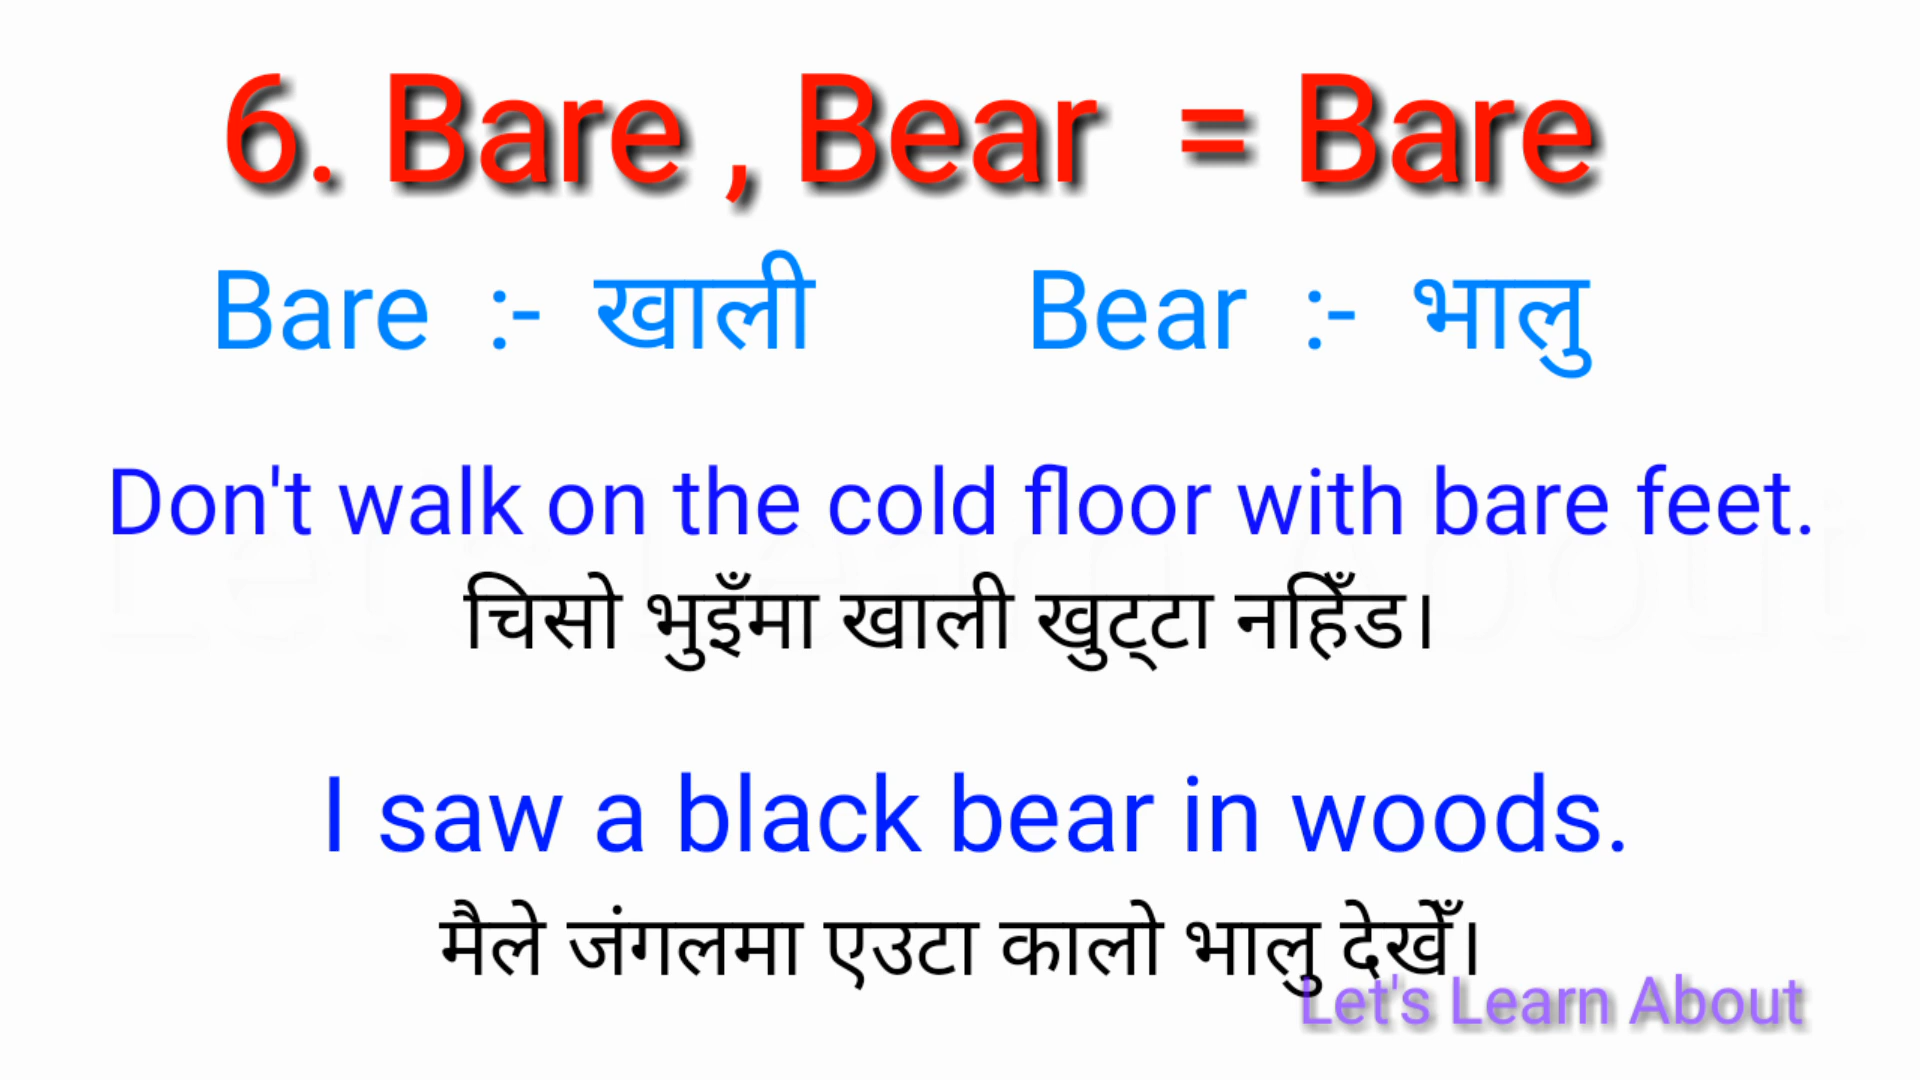 6. Bare , Bear = Bare
Bare :- खाली Bear :- भालु
Don't walk on the cold floor with bare feet.
चिसो भुइँमा खाली खुट्टा नहिँड।
I saw a black bear in woods.
मैले जंगलमा एउटा कालो भालु देखेँ।
Let's Learn About